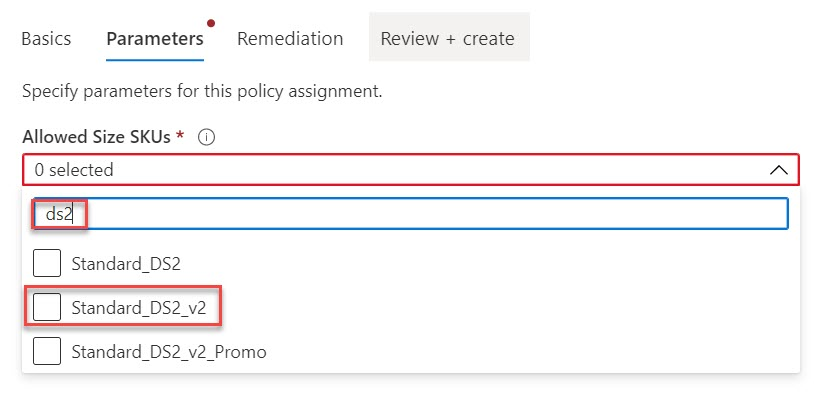 Basics Parameters Remediation Review + create
Specify parameters for this policy assignment.
Allowed Size SKUs *
0 selected
ds2
Standard_DS2
Standard_DS2_v2
Standard_DS2_v2_Promo